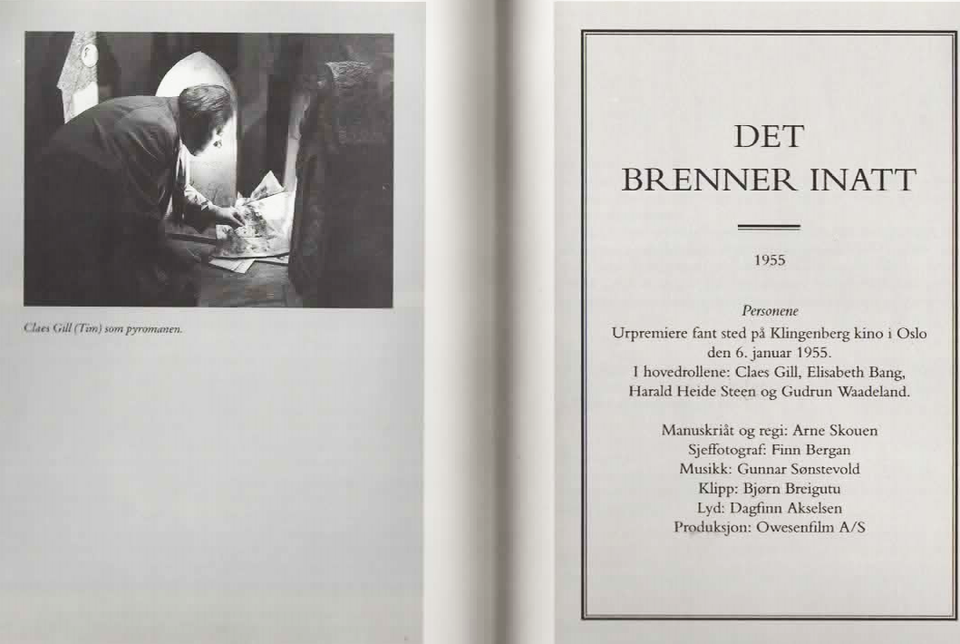 Claes Gill (Tim) som pyromanen.
DET
BRENNER INATT
1955
Personene
Urpremiere fant sted på Klingenberg kino i Oslo
den 6. januar 1955.
I hovedrollene: Claes Gill, Elisabeth Bang,
Harald Heide Steen og Gudrun Waadeland.
Manuskriåt og regi: Arne Skouen
Sjeffotograf: Finn Bergan
Musikk: Gunnar Sønstevold
Klipp: Bjørn Breigutu
Lyd: Dagfinn Akselsen
Produksjon: Owesenfilm A/S